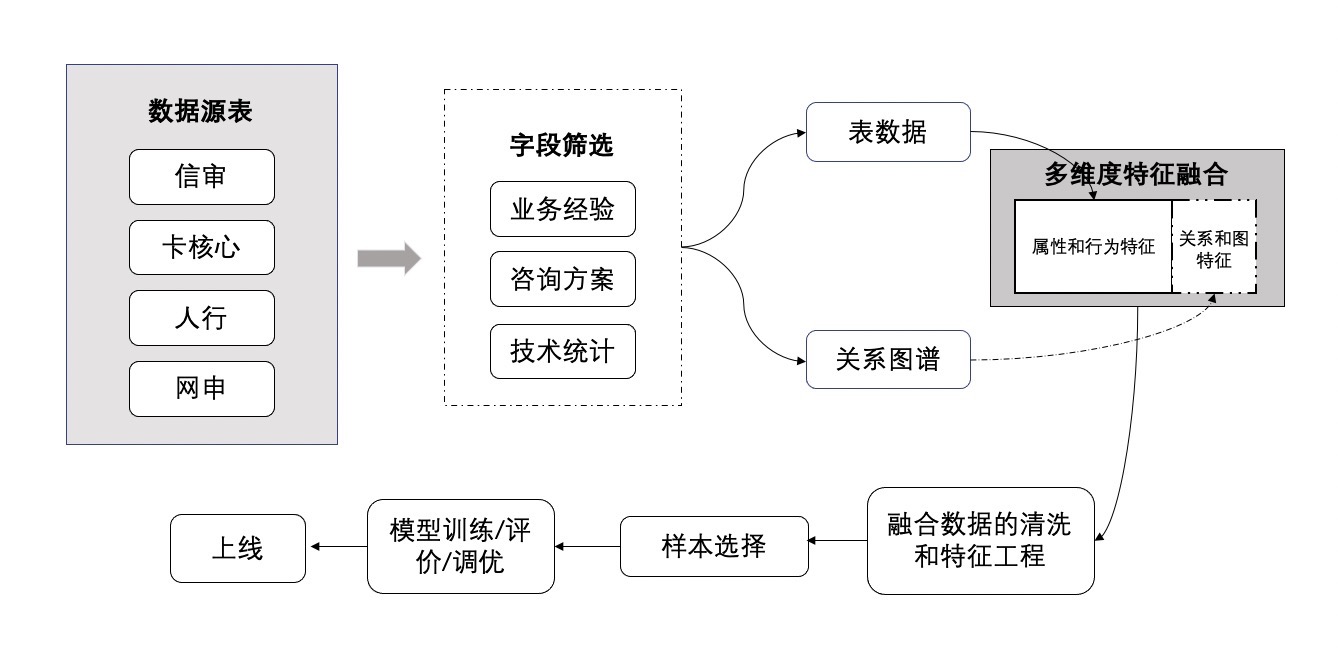 数据源表
信审
卡核心
人行
网申
字段筛选
业务经验
咨询方案
技术统计
表数据
关系图谱
多维度特征融合
属性和行为特征
关系和图
特征
融合数据的清洗
和特征工程
样本选择
模型训练/评
价/调优
上线